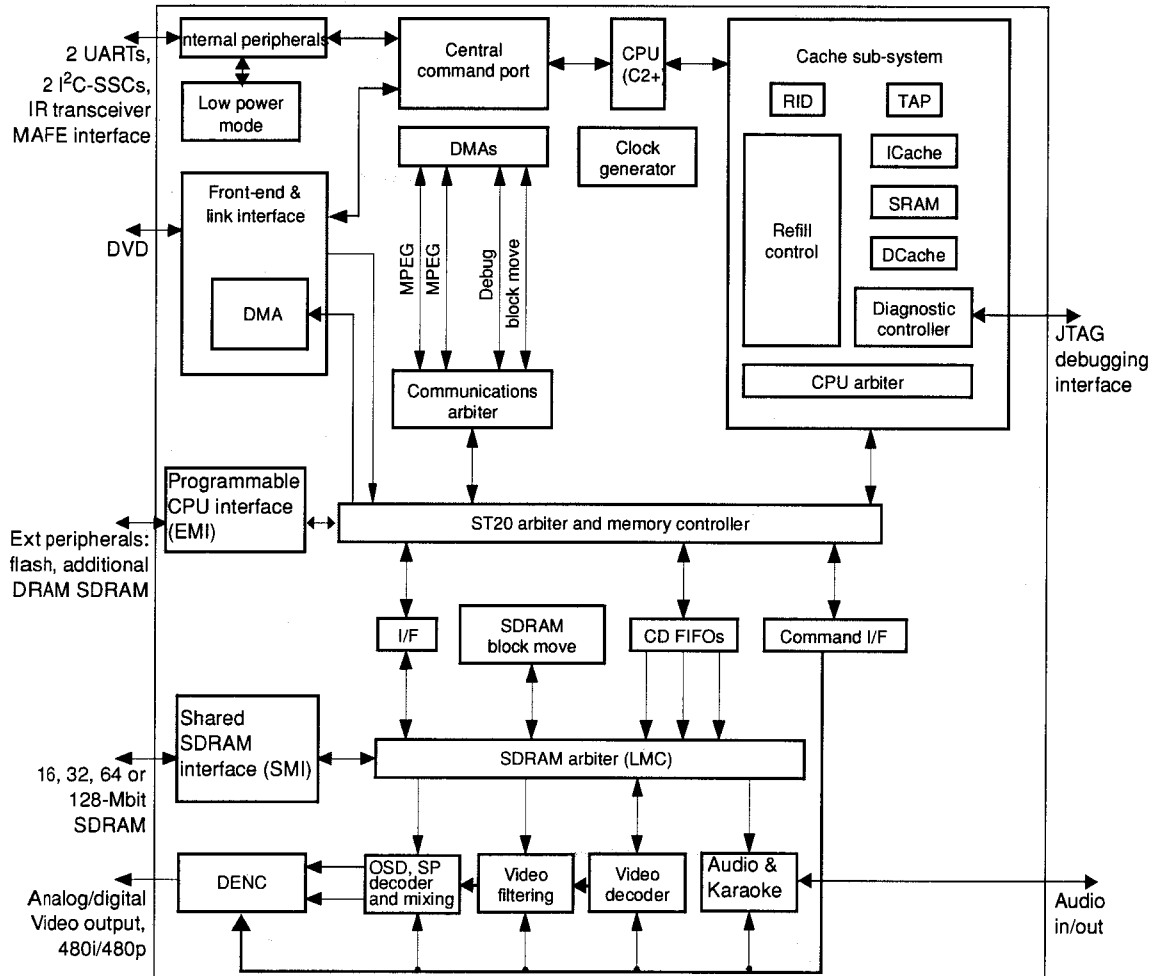 2 UARTs,
2 I²C-SSCs,
IR transceiver
MAFE interface
nternal peripherals
Low power
mode
Central
command port
CPU
(C2+)
Cache sub-system
RID
TAP
ICache
SRAM
DCache
Refill
control
Diagnostic
controller
CPU arbiter
JTAG
debugging
interface
DMAs
Clock
generator
Front-end &
link interface
DMA
DVD
MPEG
MPEG
Debug
block move
Communications
arbiter
Programmable
CPU interface
(EMI)
Ext peripherals:
flash, additional
DRAM SDRAM
ST20 arbiter and memory controller
I/F
SDRAM
block move
CD FIFOs
Command I/F
Shared
SDRAM
interface (SMI)
16, 32, 64 or
128-Mbit
SDRAM
SDRAM arbiter (LMC)
DENC
OSD, SP
decoder
and mixing
Video
filtering
Video
decoder
Audio &
Karaoke
Analog/digital
Video output,
480i/480p
Audio
in/out